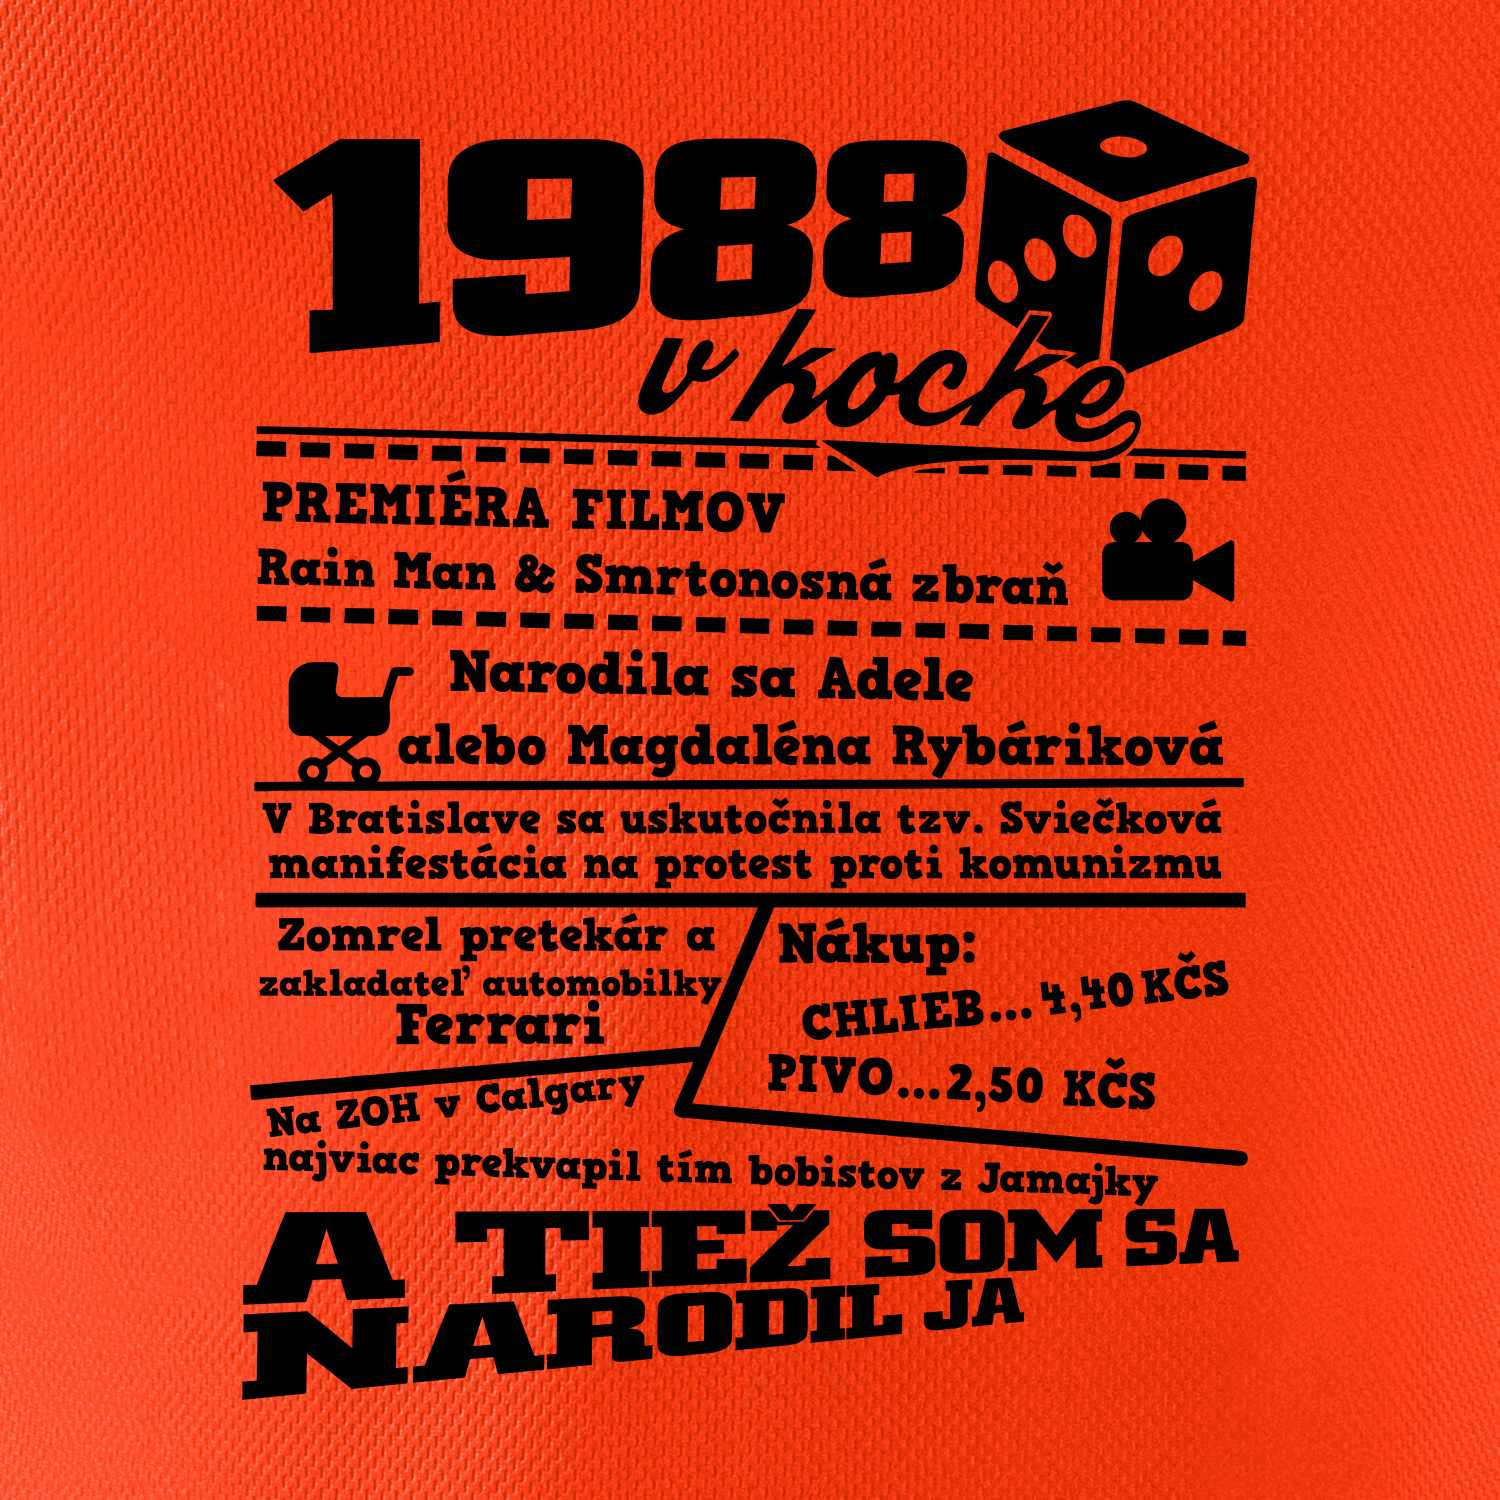 1988
v kocke
PREMIÉRA FILMOV
Rain Man & Smrtonosná zbraň
Narodila sa Adele
alebo Magdaléna Rybáriková
V Bratislave sa uskutočnila tzv. Sviečková
manifestácia na protest proti komunizmu
Zomrel pretekár a
zakladateľ automobilky
Ferrari
Nákup:
CHLIEB... 4,40 KČS
PIVO...2,50 KČS
Na ZOH v Calgary
najviac prekvapil tím bobistov z Jamajky
A TIEŽ SOM SA
NARODIL JA